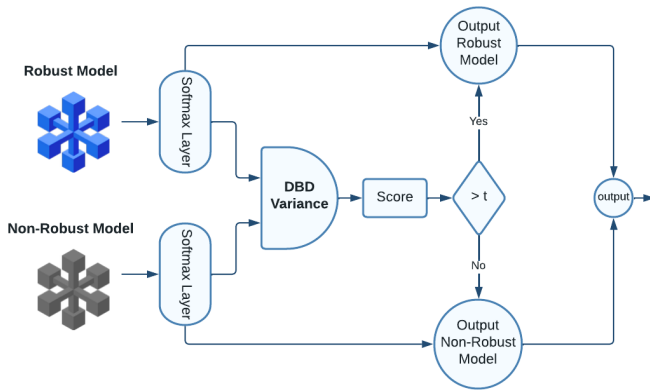 Robust Model
Softmax Layer
Output
Robust
Model
Yes
DBD
Variance
Score
> t
output
Non-Robust Model
Softmax Layer
No
Output
Non-Robust
Model